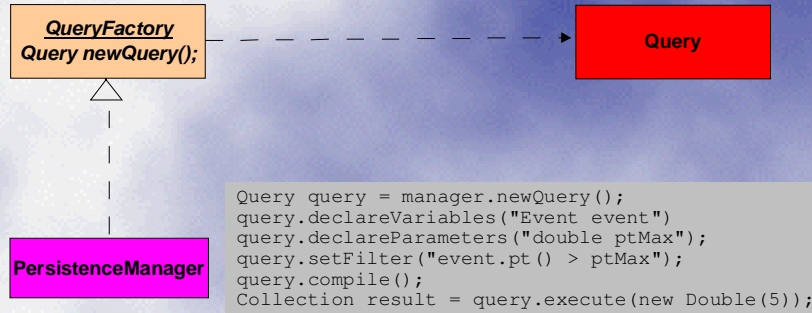 QueryFactory
Query newQuery();
Query
PersistenceManager
Query query = manager.newQuery();
query.declareVariables("Event event")
query.declareParameters("double ptMax");
query.setFilter("event.pt() > ptMax");
query.compile();
Collection result = query.execute(new Double(5));